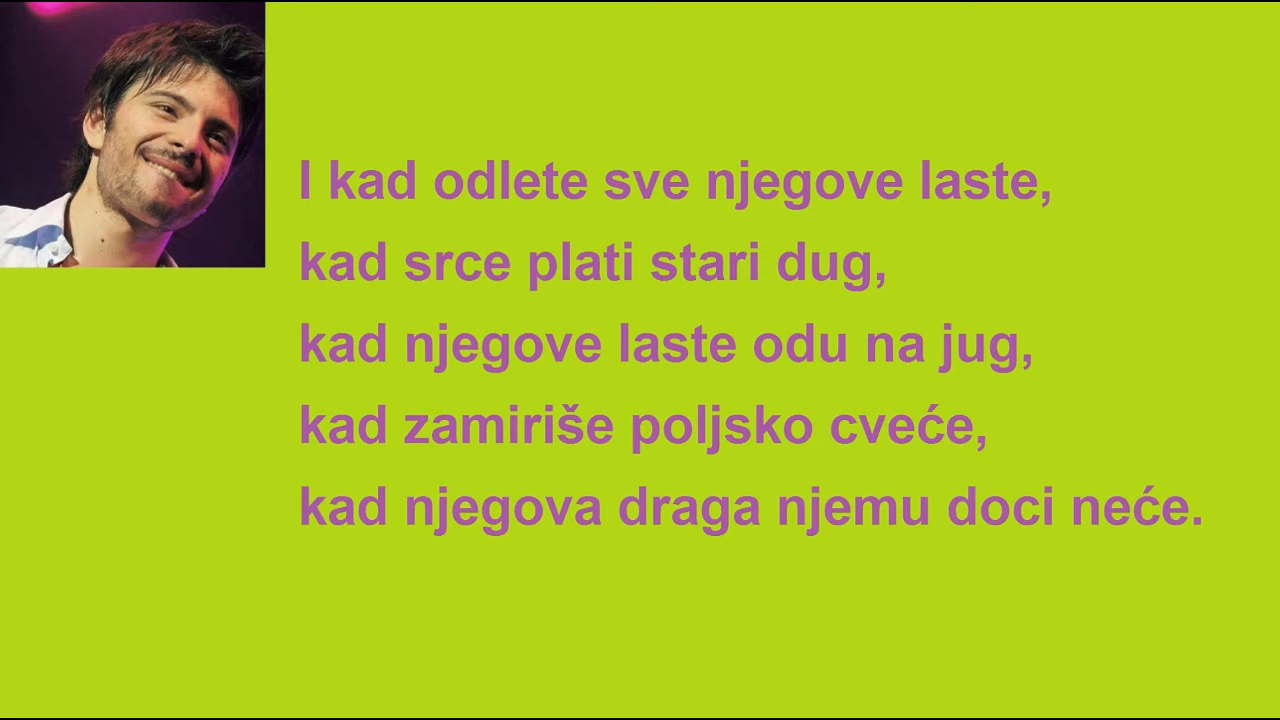 I kad odlete sve njegove laste,
kad srce plati stari dug,
kad njegove laste odu na jug,
kad zamiriše poljsko cveće,
kad njegova draga njemu doci neće.